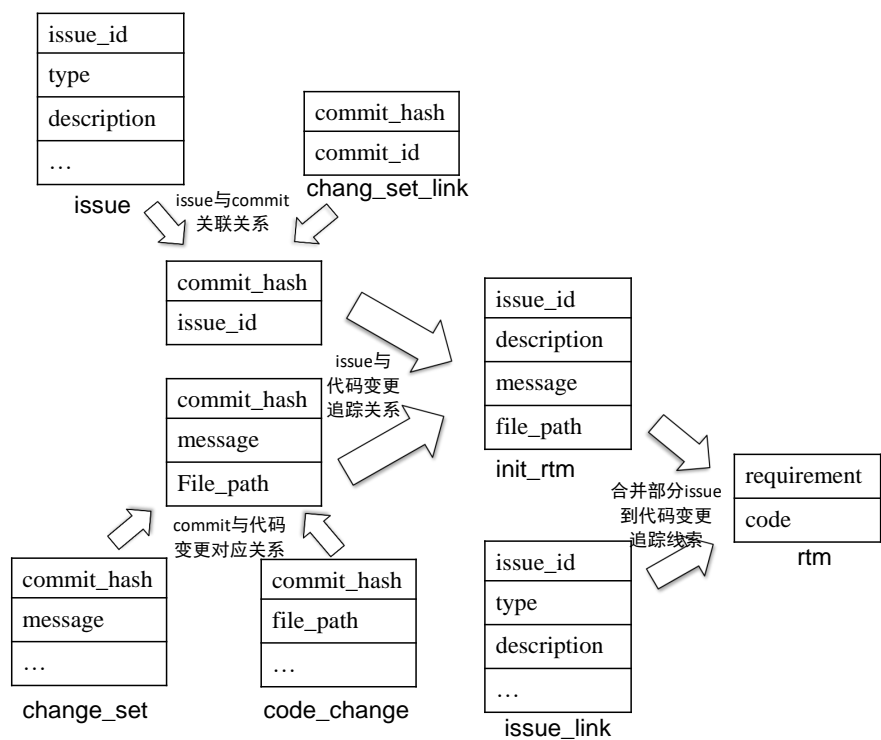 issue_id
type
description
…
issue
commit_hash
commit_id
chang_set_link
issue与commit
关联关系
commit_hash
issue_id
issue与
代码变更
追踪关系
commit_hash
message
File_path
commit与代码
变更对应关系
commit_hash
message
…
change_set
commit_hash
file_path
…
code_change
issue_id
description
message
file_path
init_rtm
合并部分issue
到代码变更
追踪线索
issue_id
type
description
…
issue_link
requirement
code
rtm